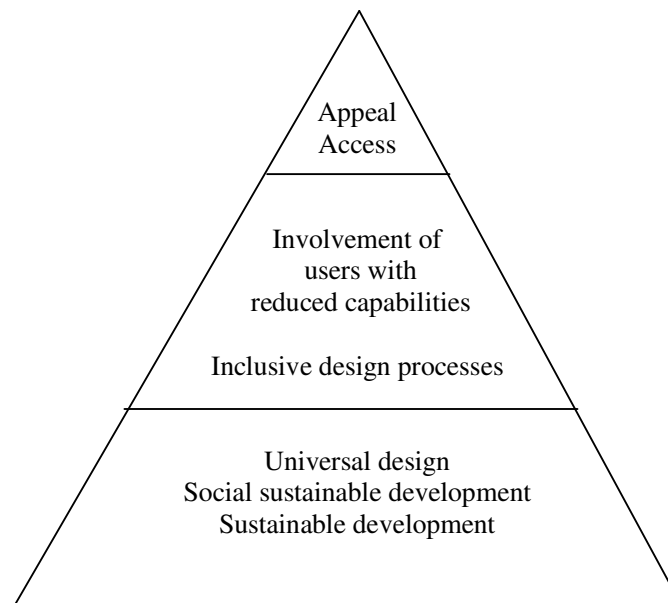 Appeal
Access
Involvement of
users with
reduced capabilities
Inclusive design processes
Universal design
Social sustainable development
Sustainable development